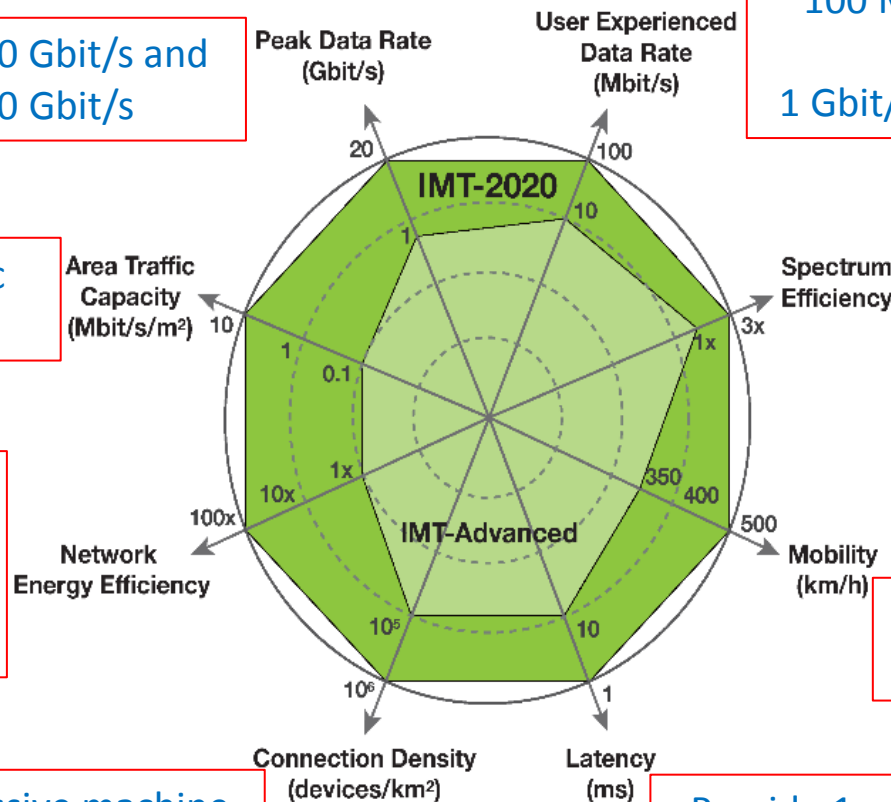 Peak Data Rate
(Gbit/s)
User Experienced
Data Rate
(Mbit/s)
100
0 Gbit/s and
0 Gbit/s
1 Gbit/
20
100
IMT-2020
1
10
Area Traffic
Capacity
(Mbit/s/m²)
Spectrum
Efficiency
c
10
1
0.1
3x
1x
1x
10x
100x
350
400
500
Network
Energy Efficiency
IMT-Advanced
Mobility
(km/h)
10⁵
10
10⁶
1
Connection Density
(devices/km²)
Latency
(ms)
machine
1